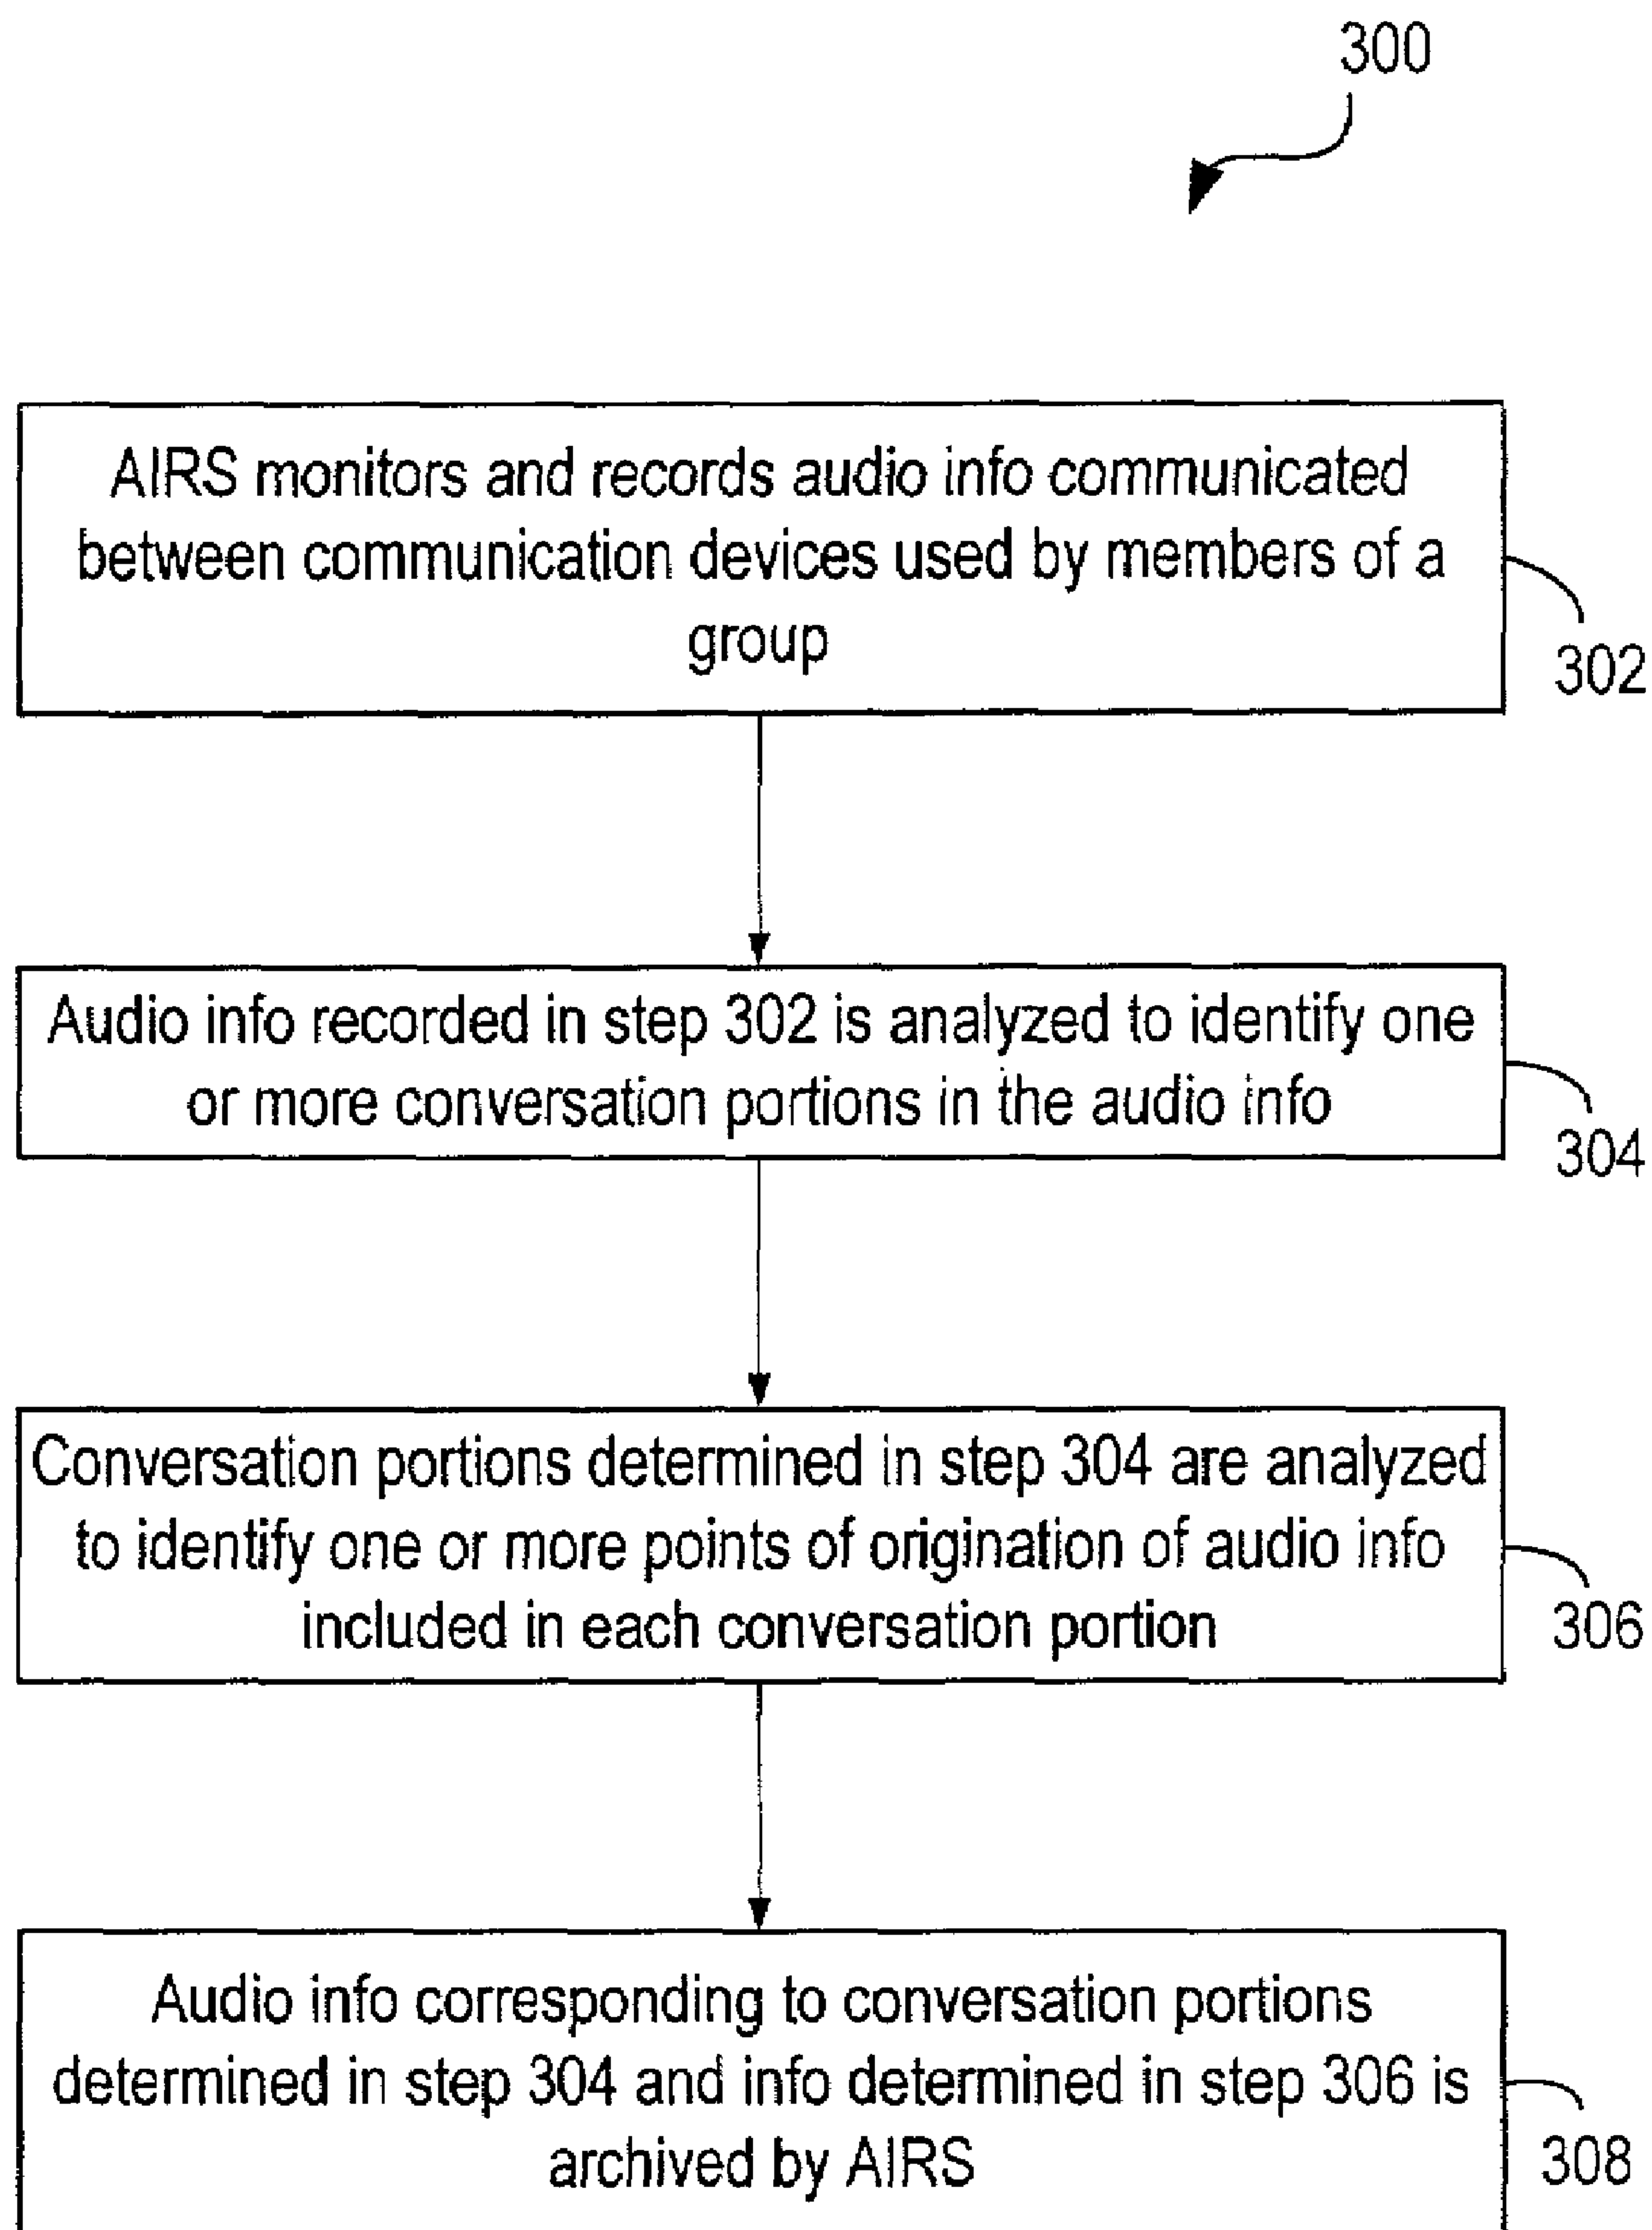 300
AIRS monitors and records audio info communicated
between communication devices used by members of a
group
302
Audio info recorded in step 302 is analyzed to identify one
or more conversation portions in the audio info
304
Conversation portions determined in step 304 are analyzed
to identify one or more points of origination of audio info
included in each conversation portion
306
Audio info corresponding to conversation portions
determined in step 304 and info determined in step 306 is
archived by AIRS
308